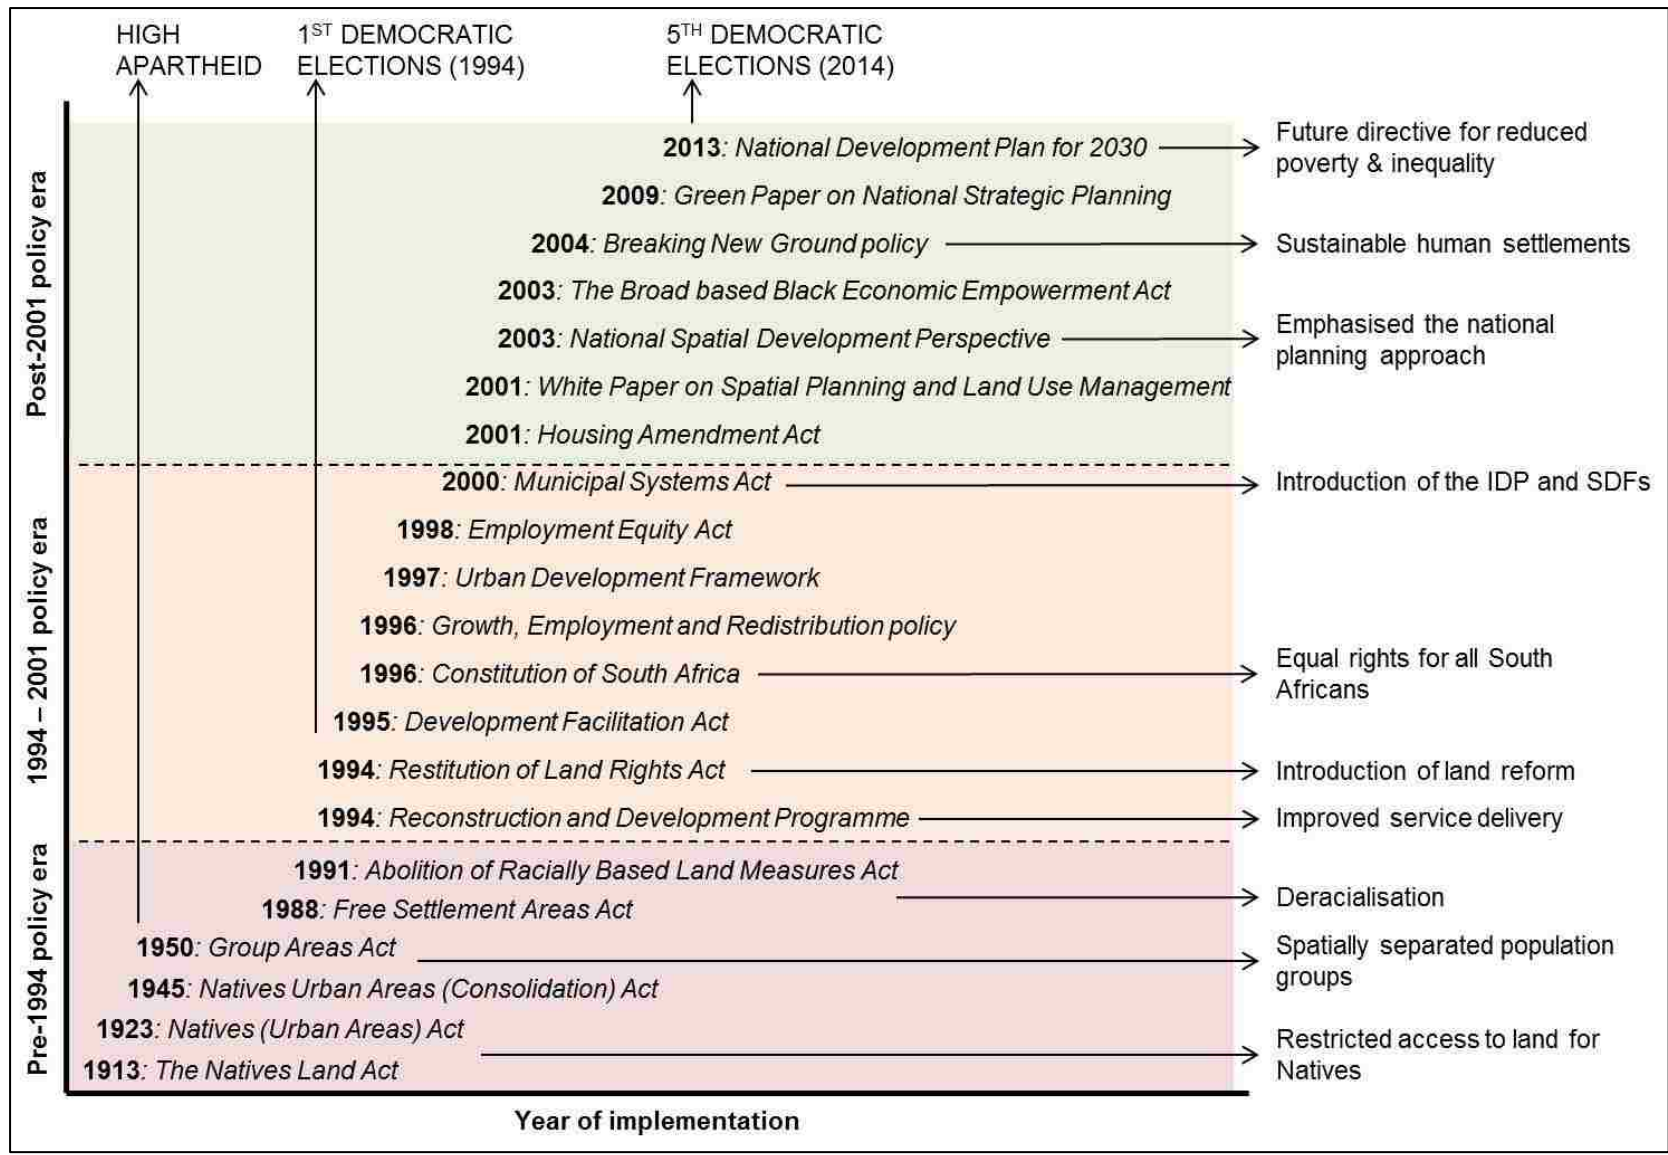 HIGH
APARTHEID
1ST DEMOCRATIC
ELECTIONS (1994)
5TH DEMOCRATIC
ELECTIONS (2014)
Post-2001 policy era
2013: National Development Plan for 2030
Future directive for reduced
poverty & inequality
2009: Green Paper on National Strategic Planning
2004: Breaking New Ground policy
Sustainable human settlements
2003: The Broad based Black Economic Empowerment Act
2003: National Spatial Development Perspective
Emphasised the national
planning approach
2001: White Paper on Spatial Planning and Land Use Management
2001: Housing Amendment Act
1994 – 2001 policy era
2000: Municipal Systems Act
Introduction of the IDP and SDFs
1998: Employment Equity Act
1997: Urban Development Framework
1996: Growth, Employment and Redistribution policy
1996: Constitution of South Africa
Equal rights for all South
Africans
1995: Development Facilitation Act
1994: Restitution of Land Rights Act
Introduction of land reform
1994: Reconstruction and Development Programme
Improved service delivery
Pre-1994 policy era
1991: Abolition of Racially Based Land Measures Act
1988: Free Settlement Areas Act
Deracialisation
1950: Group Areas Act
Spatially separated population
groups
1945: Natives Urban Areas (Consolidation) Act
1923: Natives (Urban Areas) Act
1913: The Natives Land Act
Restricted access to land for
Natives
Year of implementation